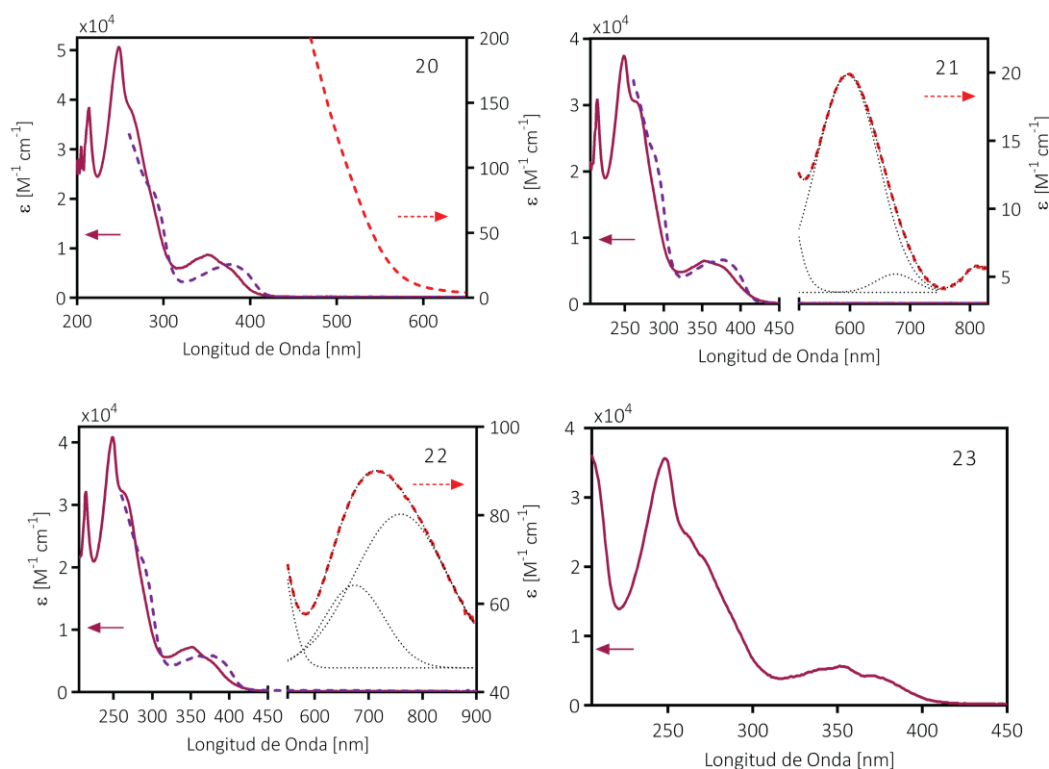 x10⁴
20
5
4
3
2
1
0
200
150
100
50
0
200 300 400 500 600
ε [M⁻¹ cm⁻¹]
ε [M⁻¹ cm⁻¹]
Longitud de Onda [nm]
x10⁴
21
4
3
2
1
0
20
15
10
5
250 300 350 400 450 600 700 800
ε [M⁻¹ cm⁻¹]
ε [M⁻¹ cm⁻¹]
Longitud de Onda [nm]
x10⁴
22
4
3
2
1
0
100
80
60
40
250 300 350 400 450 600 700 800 900
ε [M⁻¹ cm⁻¹]
ε [M⁻¹ cm⁻¹]
Longitud de Onda [nm]
x10⁴
23
4
3
2
1
0
250 300 350 400 450
ε [M⁻¹ cm⁻¹]
Longitud de Onda [nm]